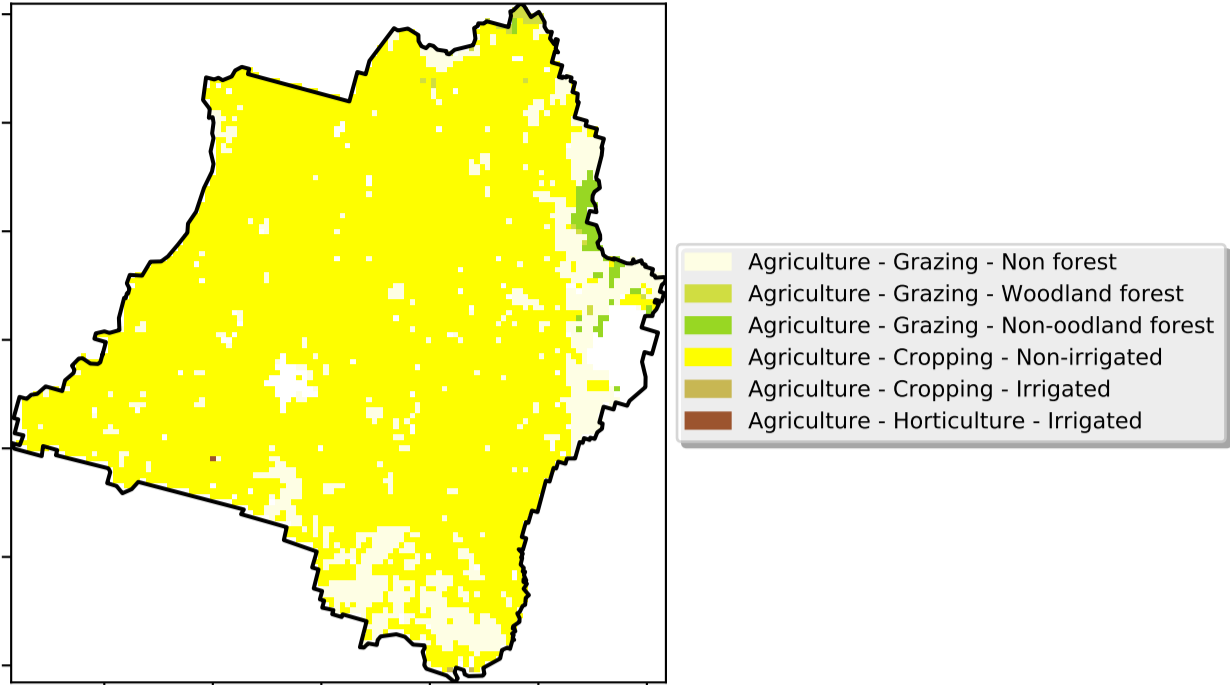 Agriculture - Grazing - Non forest
Agriculture - Grazing - Woodland forest
Agriculture - Grazing - Non-oodland forest
Agriculture - Cropping - Non-irrigated
Agriculture - Cropping - Irrigated
Agriculture - Horticulture - Irrigated